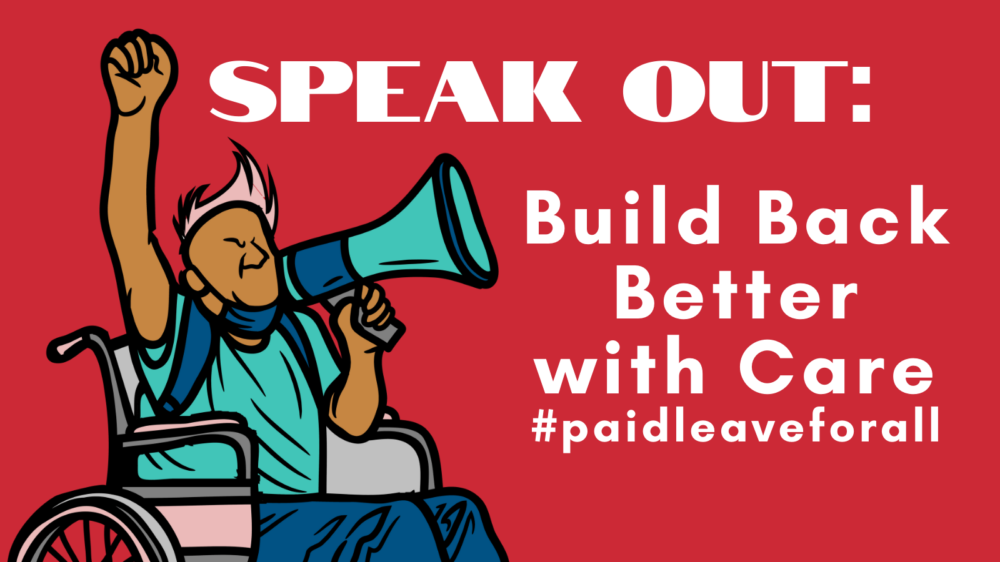 SPEAK OUT:
Build Back
Better
with Care
#paidleaveforall